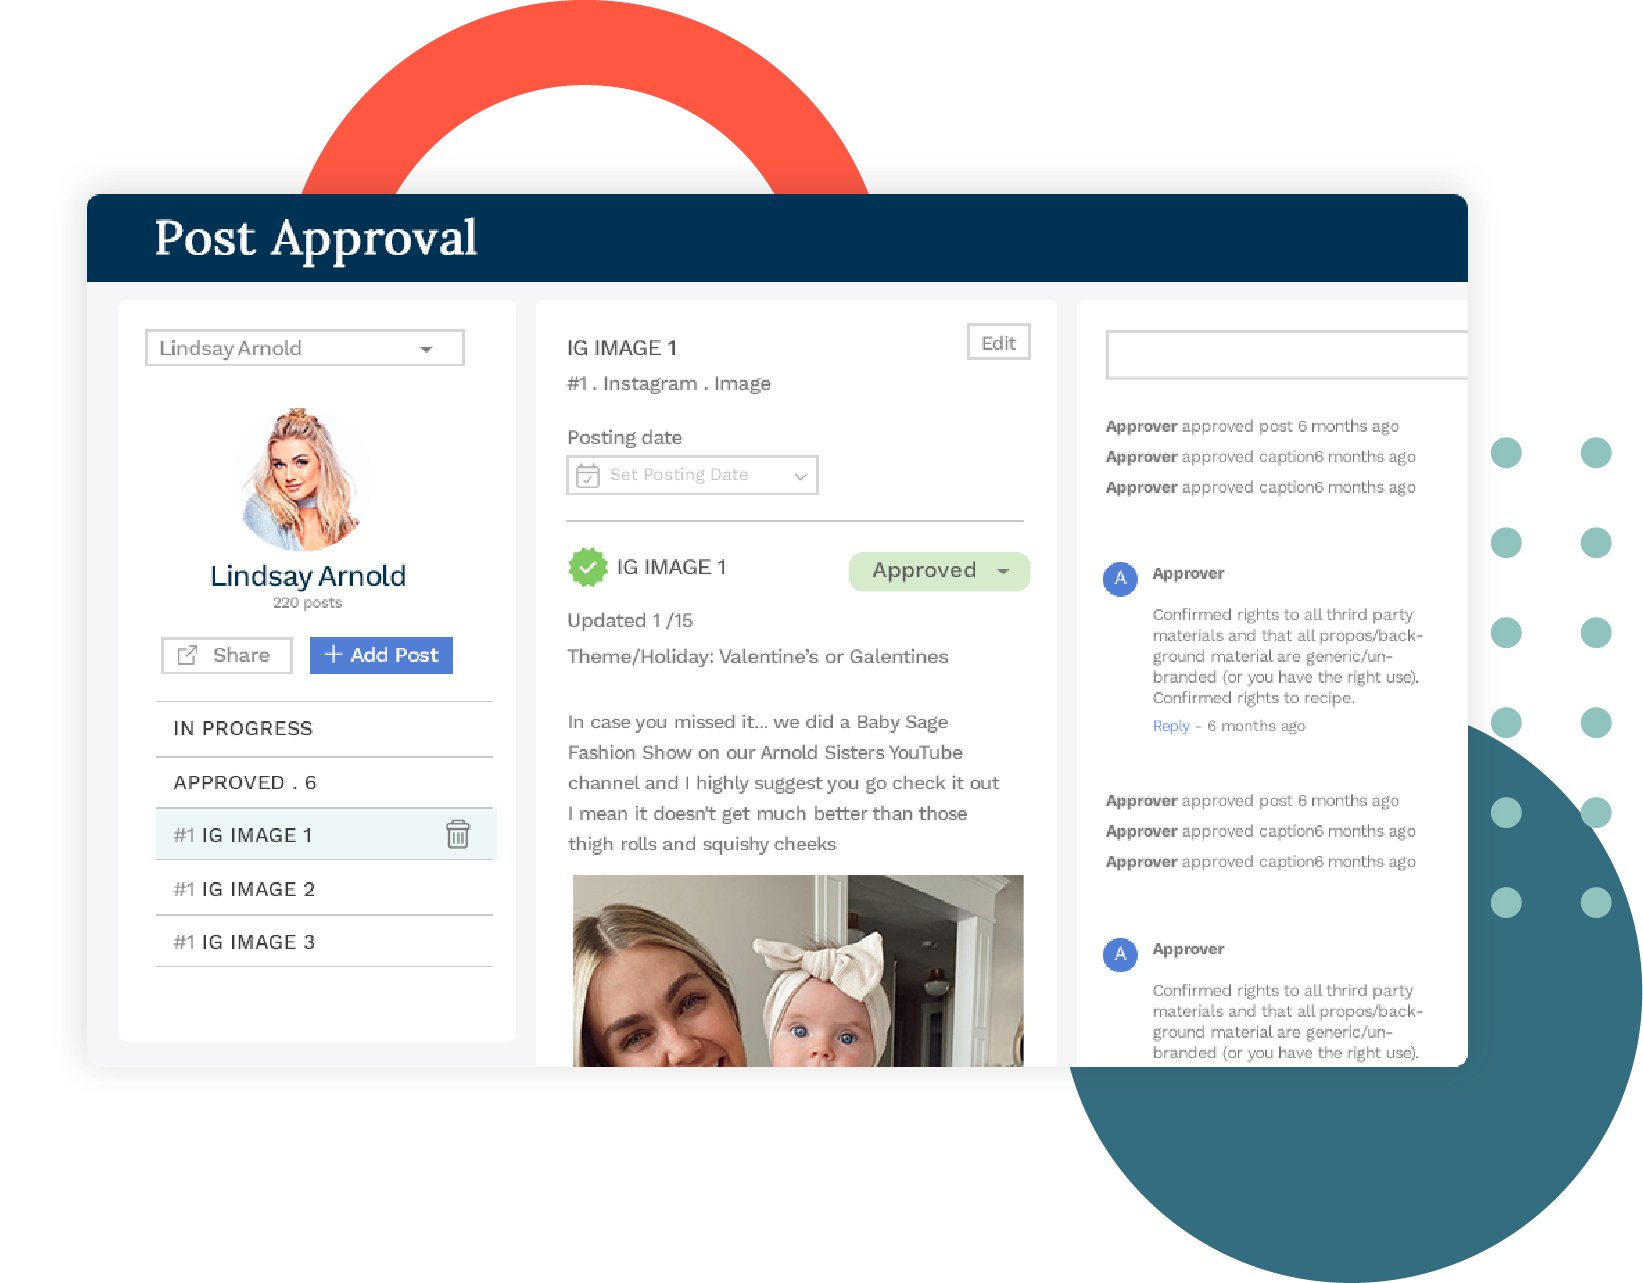 Post Approval
Lindsay Arnold
Lindsay Arnold
220 posts
Share
+ Add Post
IN PROGRESS
APPROVED . 6
#1 IG IMAGE 1
#1 IG IMAGE 2
#1 IG IMAGE 3
IG IMAGE 1
Edit
#1 . Instagram . Image
Posting date
Set Posting Date
IG IMAGE 1
Approved
Updated 1 /15
Theme/Holiday: Valentine's or Galentines
In case you missed it... we did a Baby Sage
Fashion Show on our Arnold Sisters YouTube
channel and I highly suggest you go check it out
I mean it doesn't get much better than those
thigh rolls and squishy cheeks
Approver approved post 6 months ago
Approver approved caption6 months ago
Approver approved caption6 months ago
A
Approver
Confirmed rights to all thrird party
materials and that all propos/back-
ground material are generic/un-
branded (or you have the right use).
Confirmed rights to recipe.
Reply - 6 months ago
Approver approved post 6 months ago
Approver approved caption6 months ago
Approver approved caption6 months ago
A
Approver
Confirmed rights to all thrird party
materials and that all propos/back-
ground material are generic/un-
branded (or you have the right use).